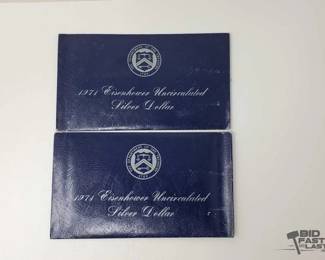 1971 Eisenhower Uncirculated
Silver Dollar
1971 Eisenhower Uncirculated
Silver Dollar
BID
FAST
LAST